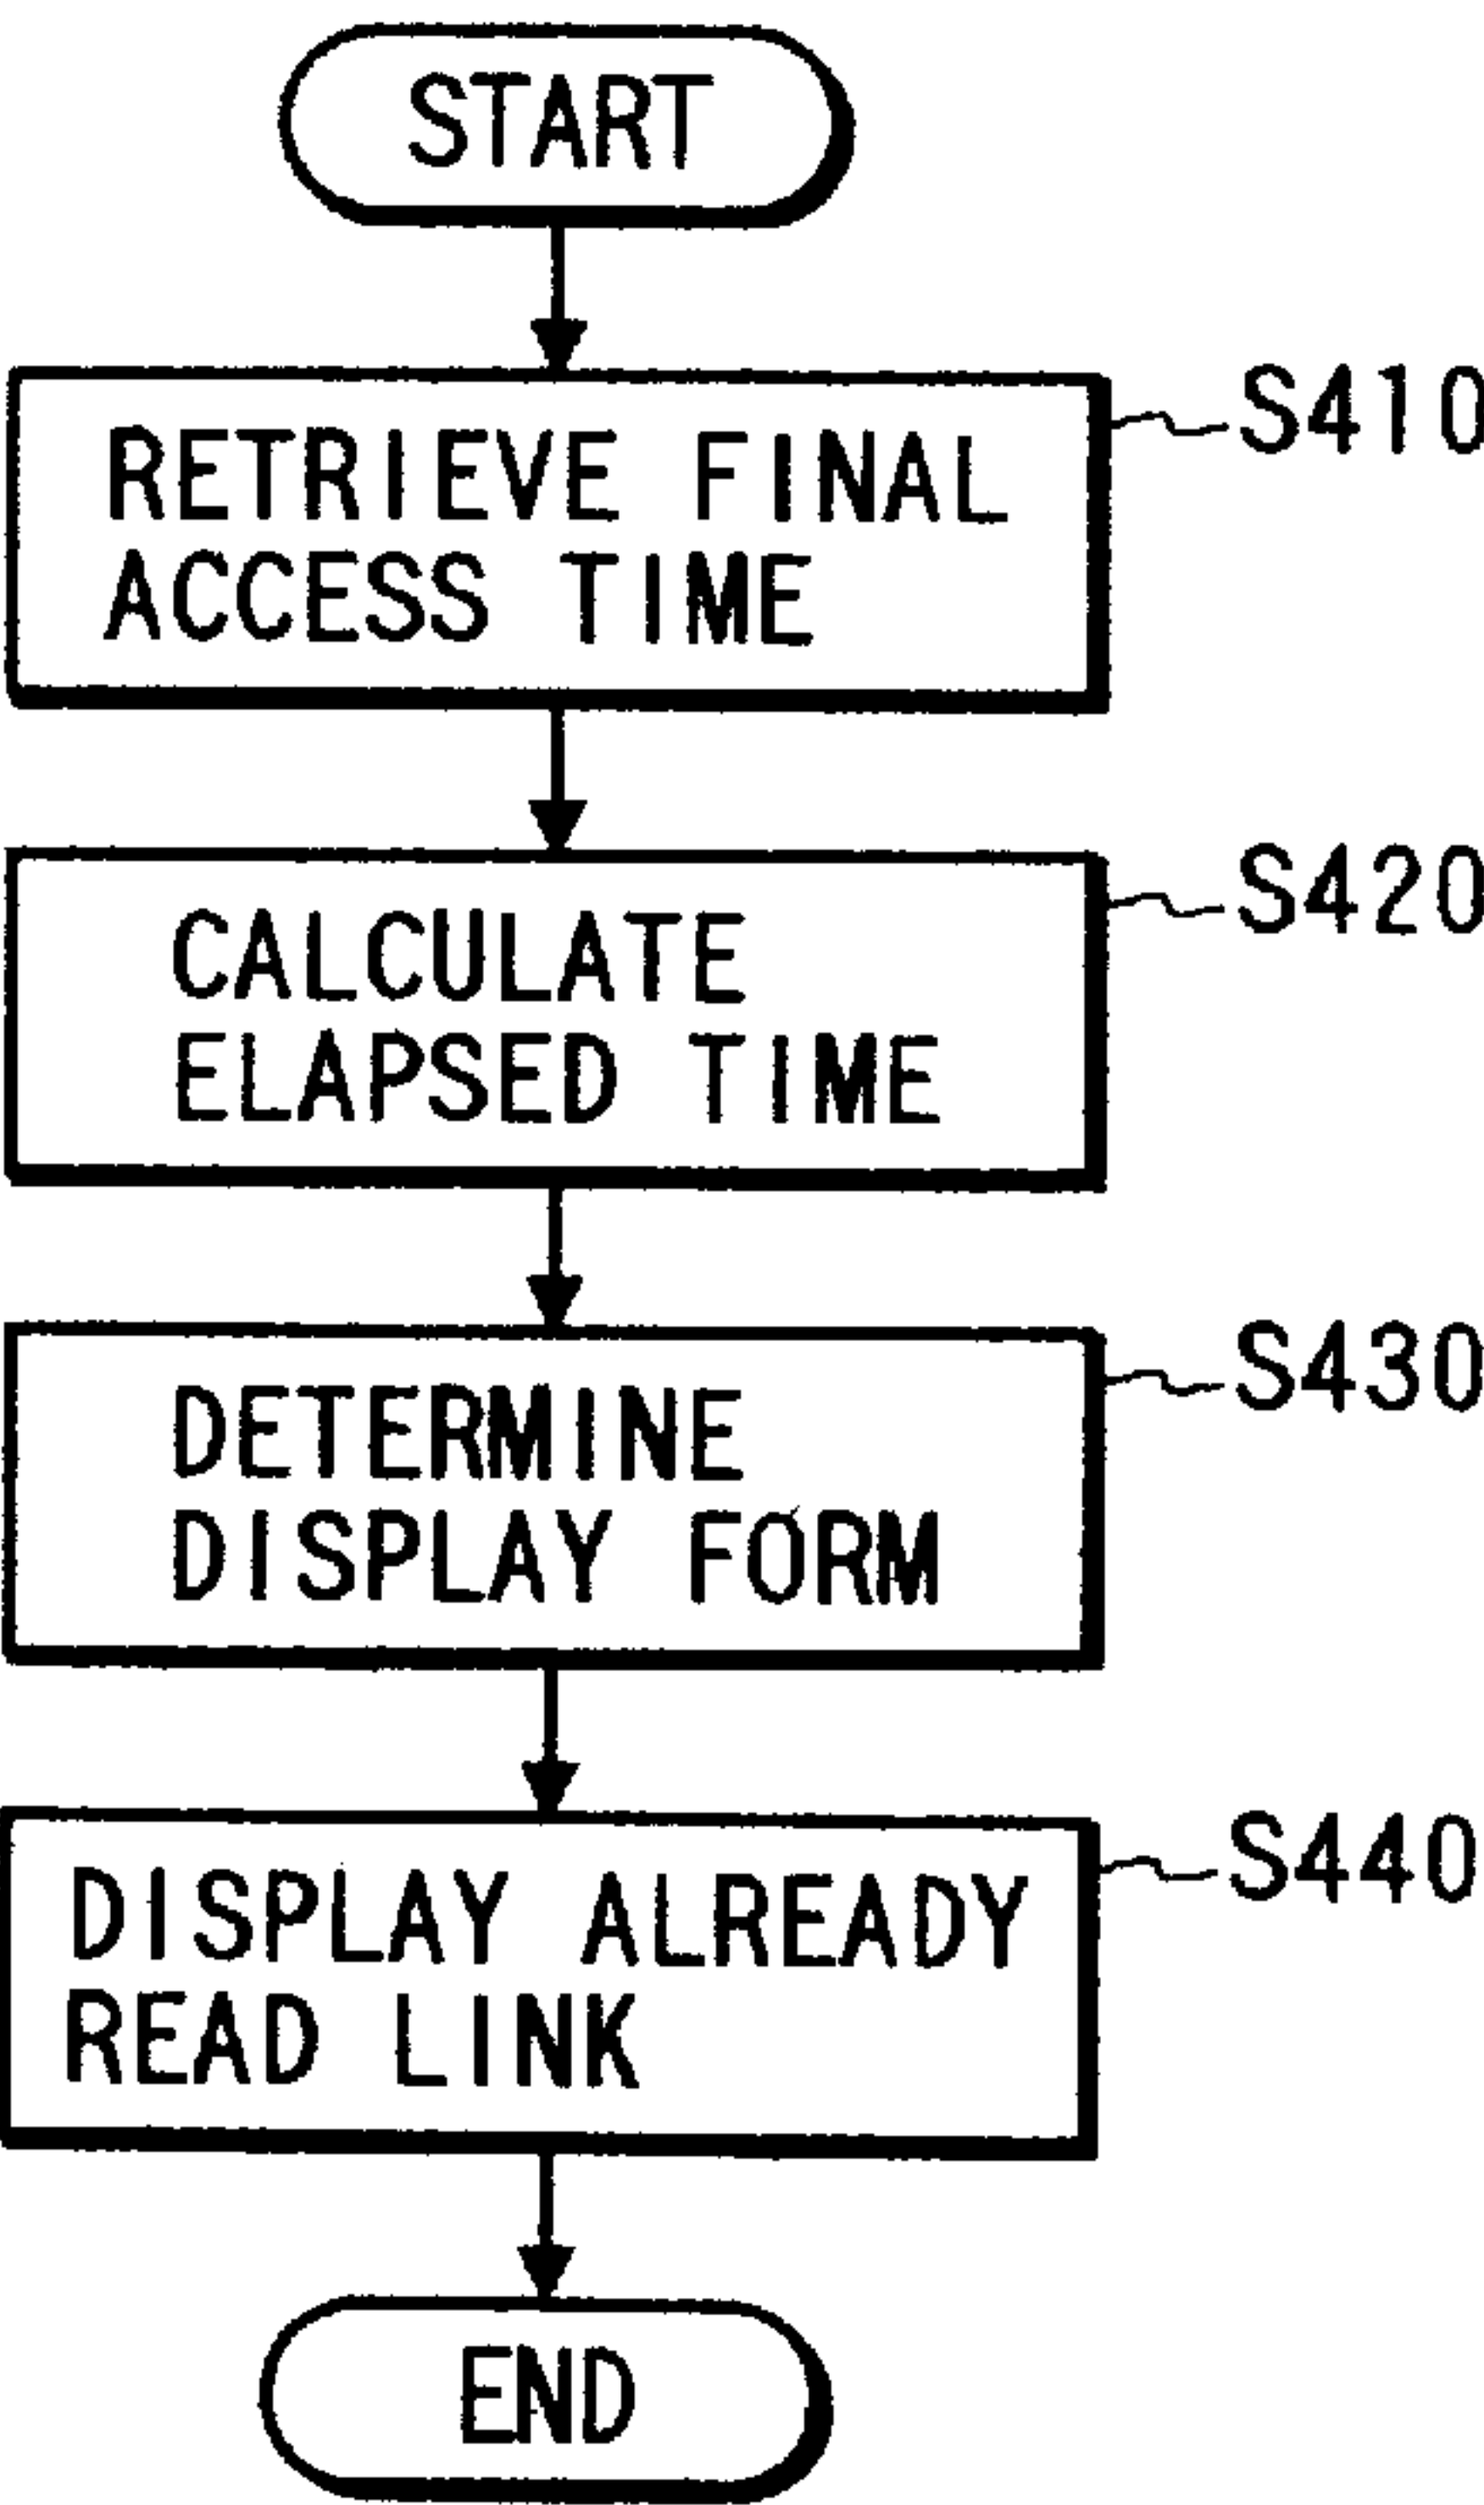 START
RETRIEVE FINAL
ACCESS TIME
S410
CALCULATE
ELAPSED TIME
S420
DETERMINE
DISPLAY FORM
S430
DISPLAY ALREADY
READ LINK
S440
END